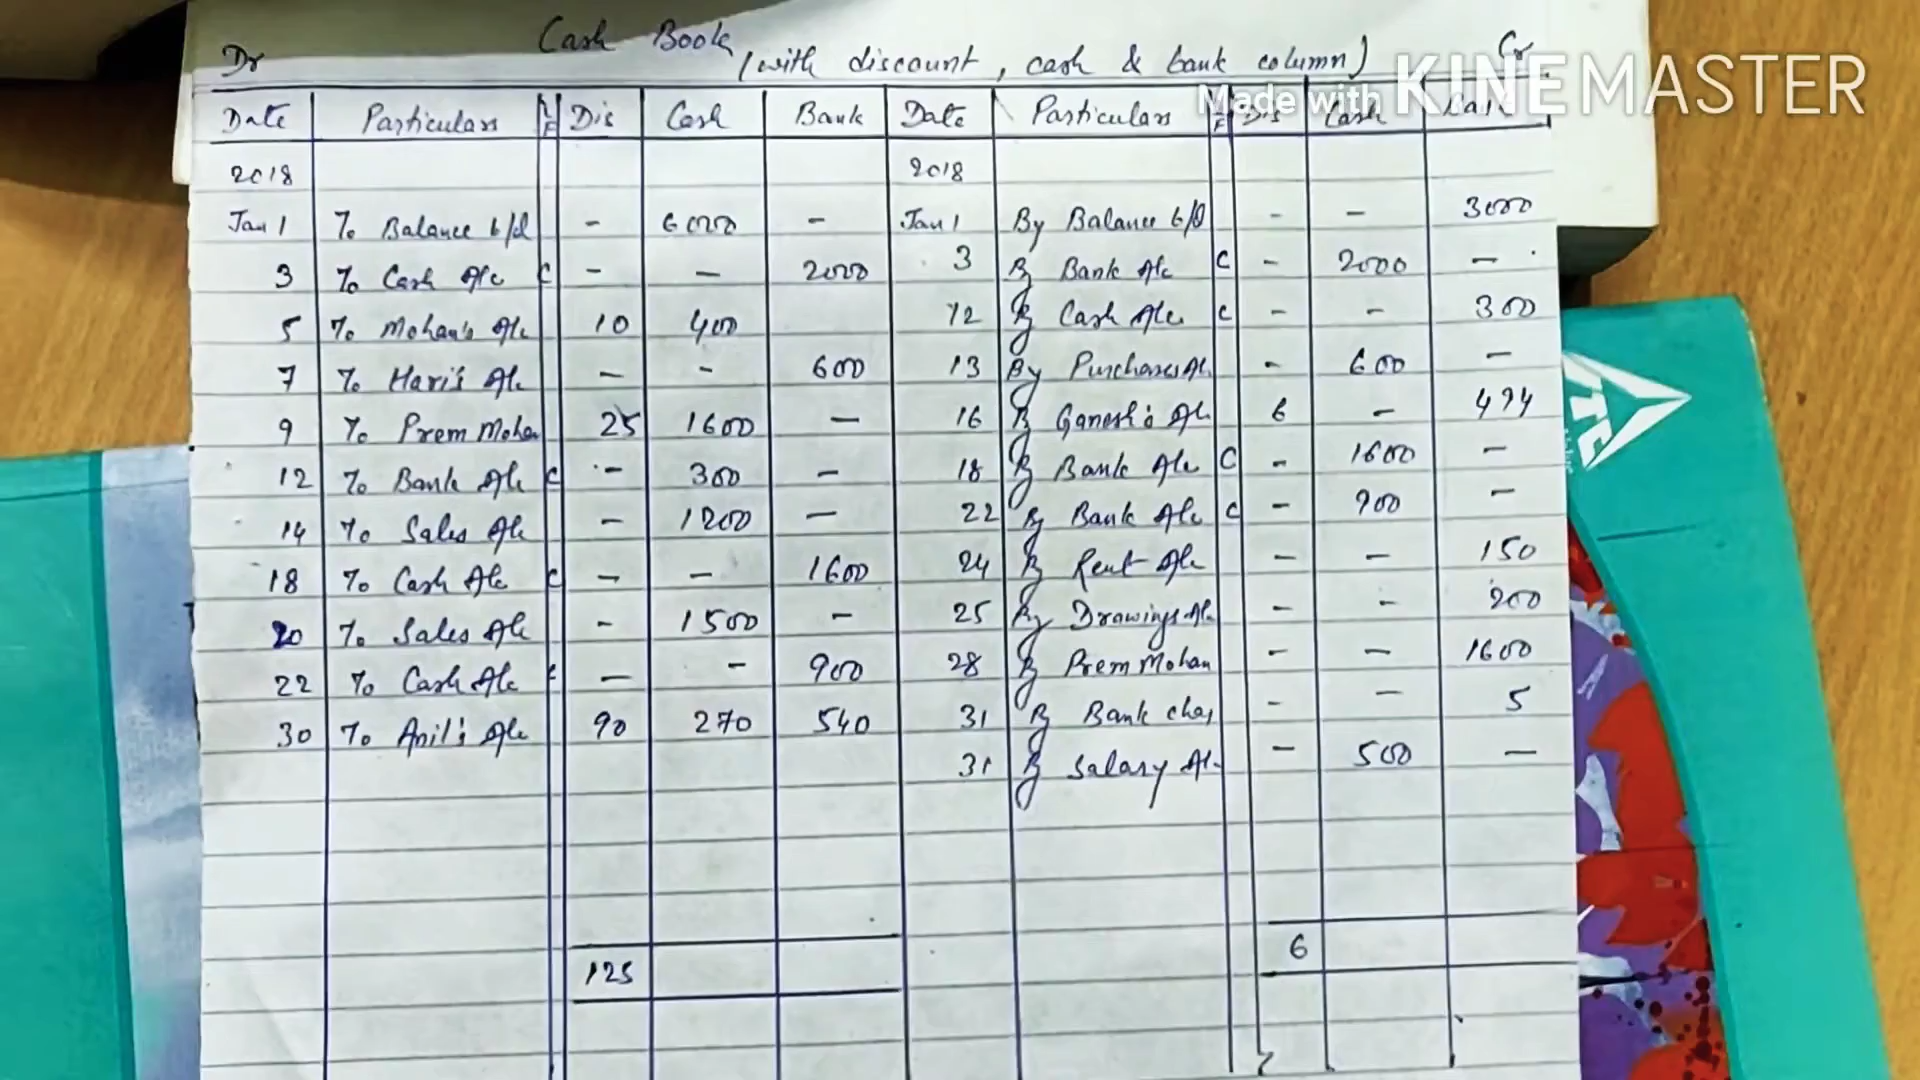 Cash Book
Dr (with discount, cash & bank column) Cr
Made with KINEMASTER
Date Particulars L/F Dis Cash Bank Date Particulars L/F Dis Cash Bank
2018 2018
Jan 1 To Balance b/d - 6000 - Jan 1 By Balance b/d - - 3000
3 To Cash A/c C - - 2000 3 By Bank A/c C - 2000 -
5 To Mohan's A/c 10 400 12 By Cash A/c C - - 300
7 To Hari's A/c - - 600 13 By Purchases A/c - 600 -
9 To Prem Mohan 25 1600 - 16 By Ganesh's A/c 6 - 494
12 To Bank A/c C - 300 - 18 By Bank A/c C - 1600 -
14 To Sales A/c - 1200 - 22 By Bank A/c C - 900 -
18 To Cash A/c C - - 1600 24 By Rent A/c - - 150
20 To Sales A/c - 1500 - 25 By Drawings A/c - - 200
22 To Cash A/c C - - 900 28 By Prem Mohan - - 1600
30 To Anil's A/c 90 270 540 31 By Bank char - - 5
31 By Salary A/c - 500 -
125 6